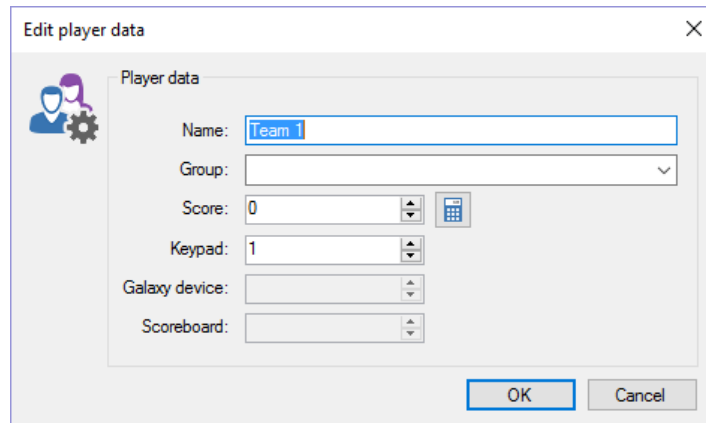 Edit player data
Player data
Name: Team 1
Group:
Score: 0
Keypad: 1
Galaxy device:
Scoreboard:
OK Cancel